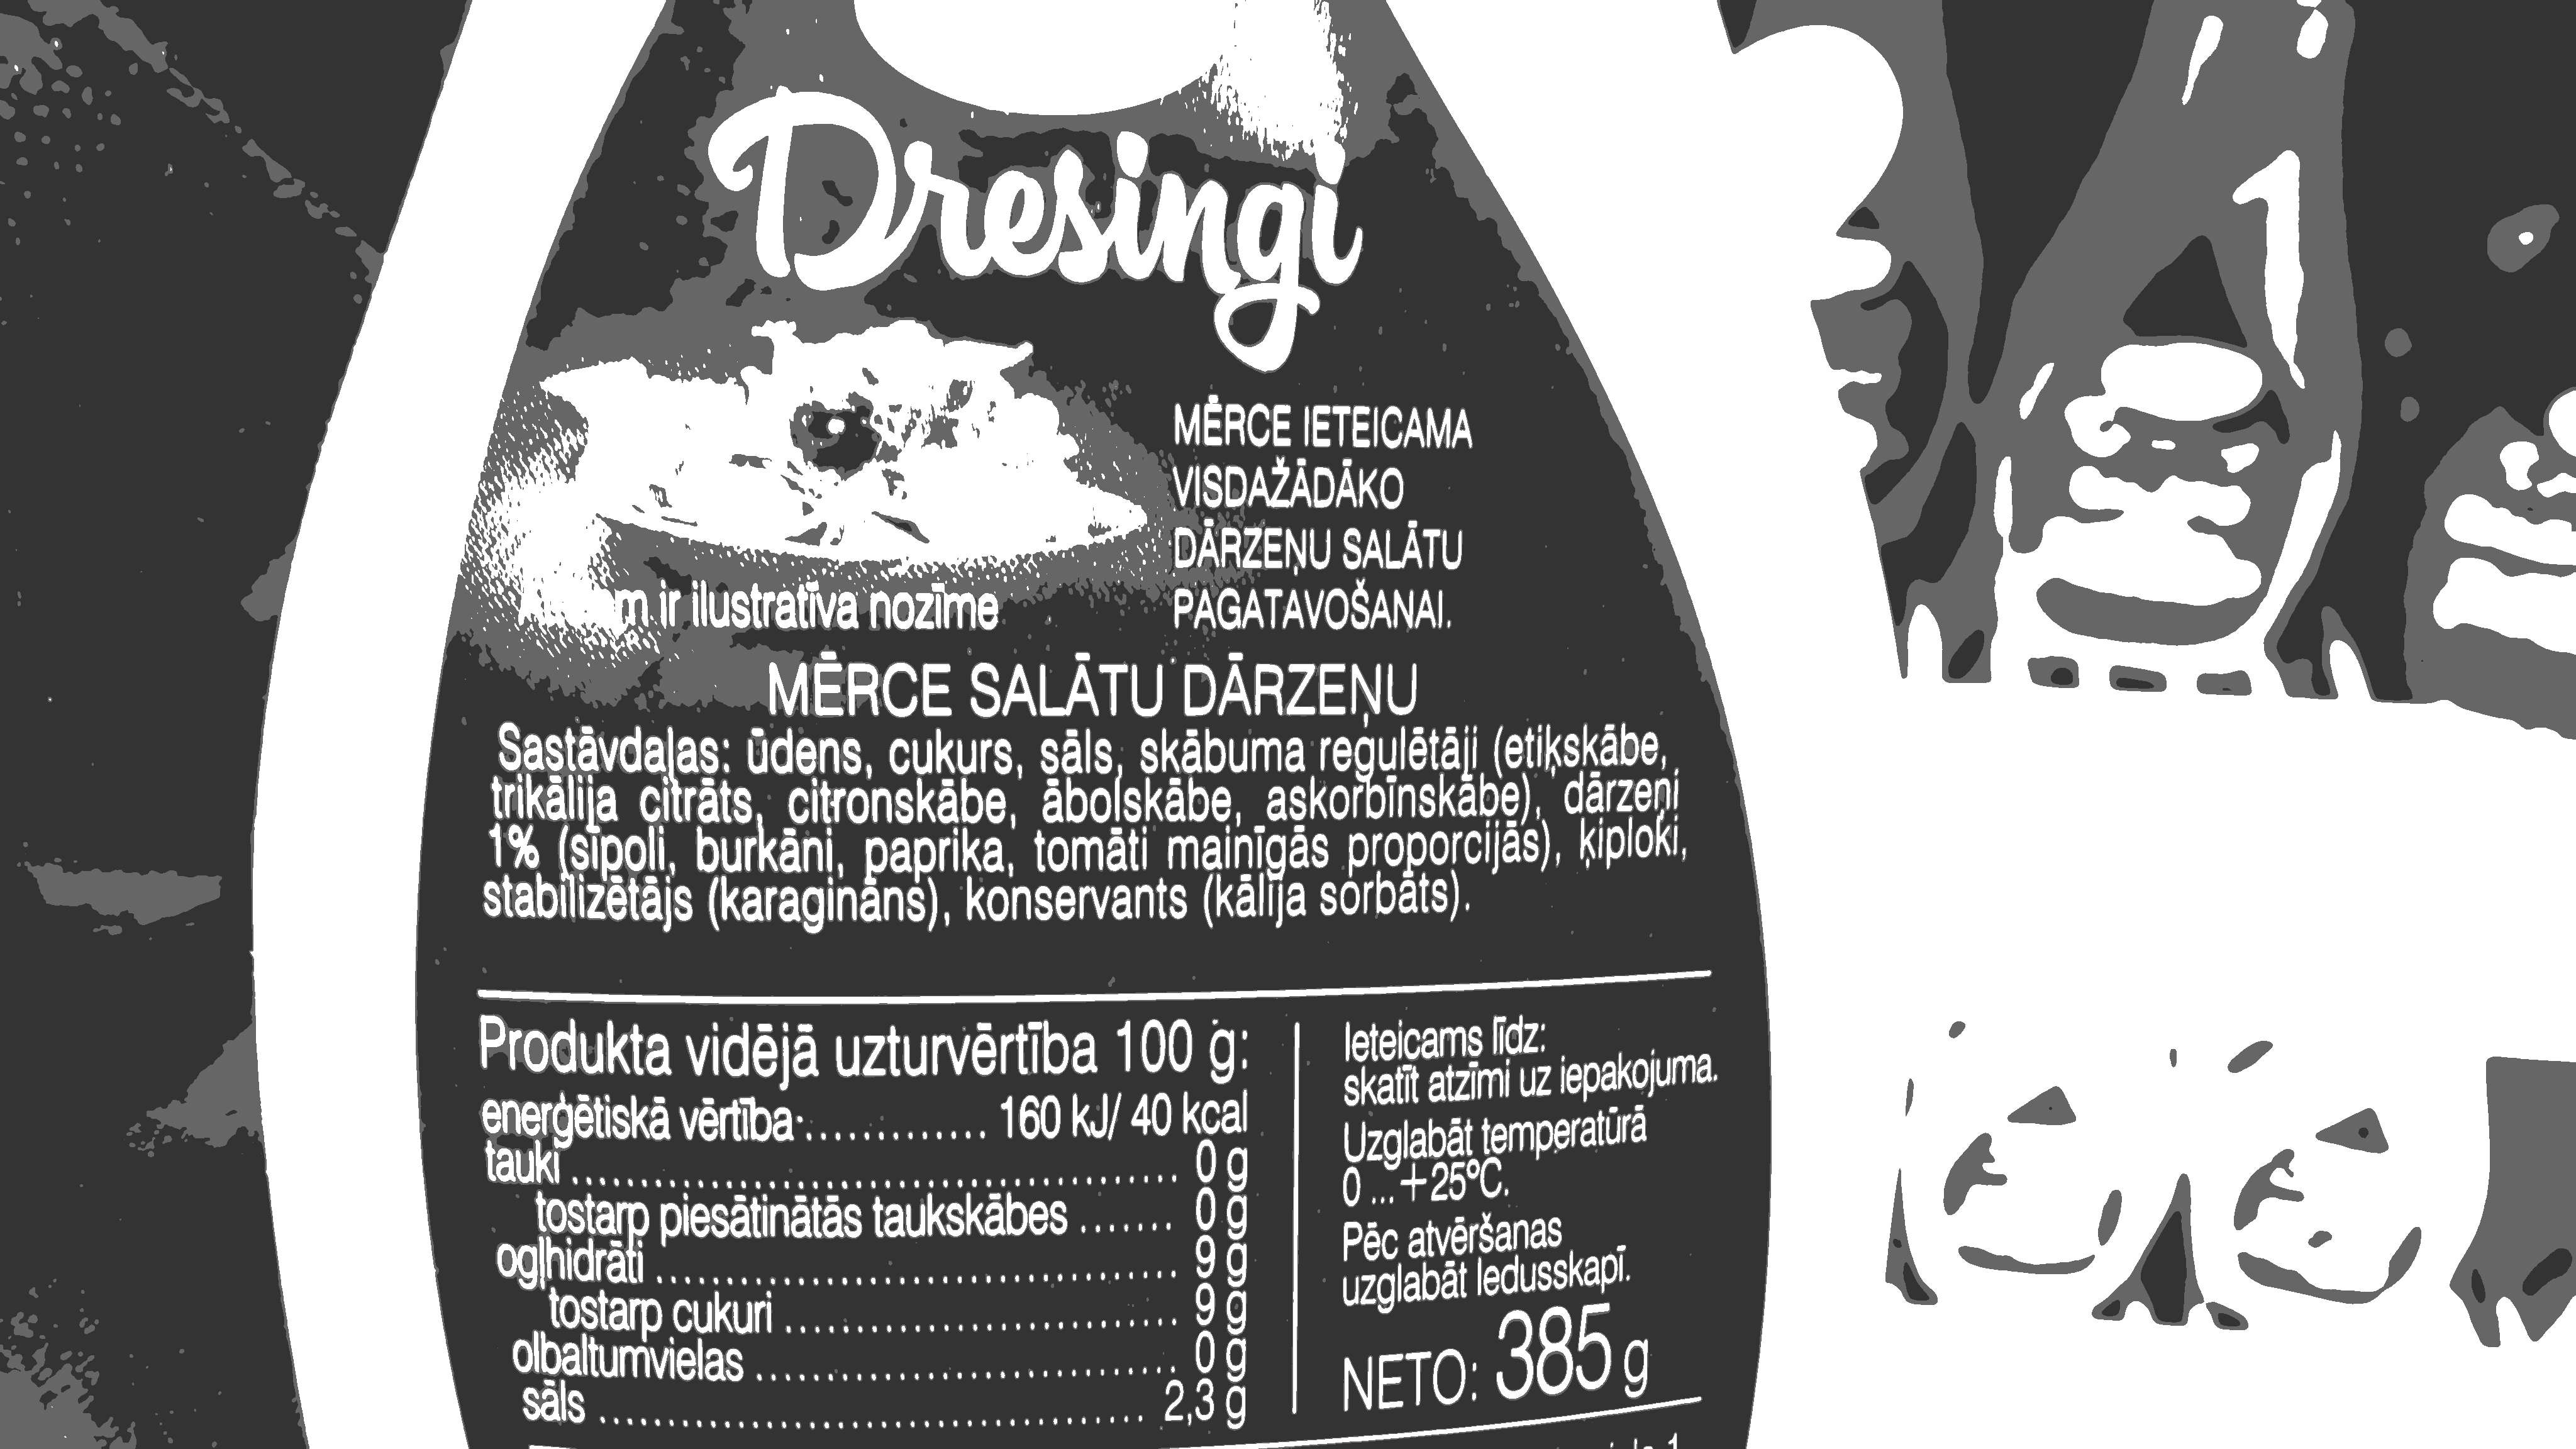 Dresingi
MĒRCE IETEICAMA
VISDAŽĀDĀKO
DĀRZEŅU SALĀTU
PAGATAVOŠANAI.
ir ilustratīva nozīme
MĒRCE SALĀTU DĀRZEŅU
Sastāvdaļas: ūdens, cukurs, sāls, skābuma regulētāji (etiķskābe,
trikālija citrāts, citronskābe, ābolskābe, askorbīnskābe), dārzeņi
1% (sīpoli, burkāni, paprika, tomāti mainīgās proporcijās), ķiploki,
stabilizētājs (karagināns), konservants (kālija sorbāts).
Produkta vidējā uzturvērtība 100 g:
enerģētiskā vērtība:............. 160 kJ/ 40 kcal
tauki ............................................ 0 g
tostarp piesātinātās taukskābes ....... 0 g
ogļhidrāti ...................................... 9 g
tostarp cukuri ............................ 9 g
olbaltumvielas .............................. 0 g
sāls ........................................ 2,3 g
Ieteicams līdz:
skatīt atzīmi uz iepakojuma.
Uzglabāt temperatūrā
0 ... +25°C.
Pēc atvēršanas
uzglabāt ledusskapī.
NETO: 385 g